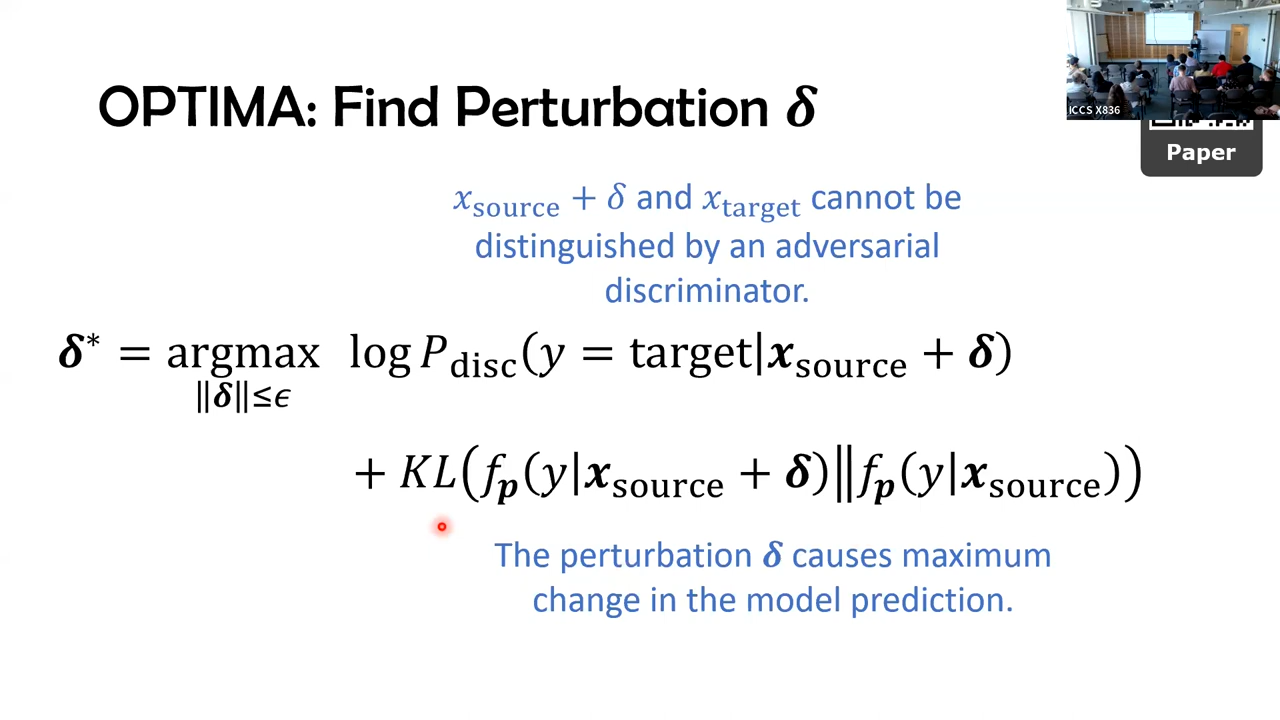 OPTIMA: Find Perturbation δ
ICCS X836
Paper
x_source + δ and x_target cannot be
distinguished by an adversarial
discriminator.
δ* = argmax log P_disc(y = target|x_source + δ)
‖δ‖≤ϵ
+ KL(f_p(y|x_source + δ)‖f_p(y|x_source))
The perturbation δ causes maximum
change in the model prediction.